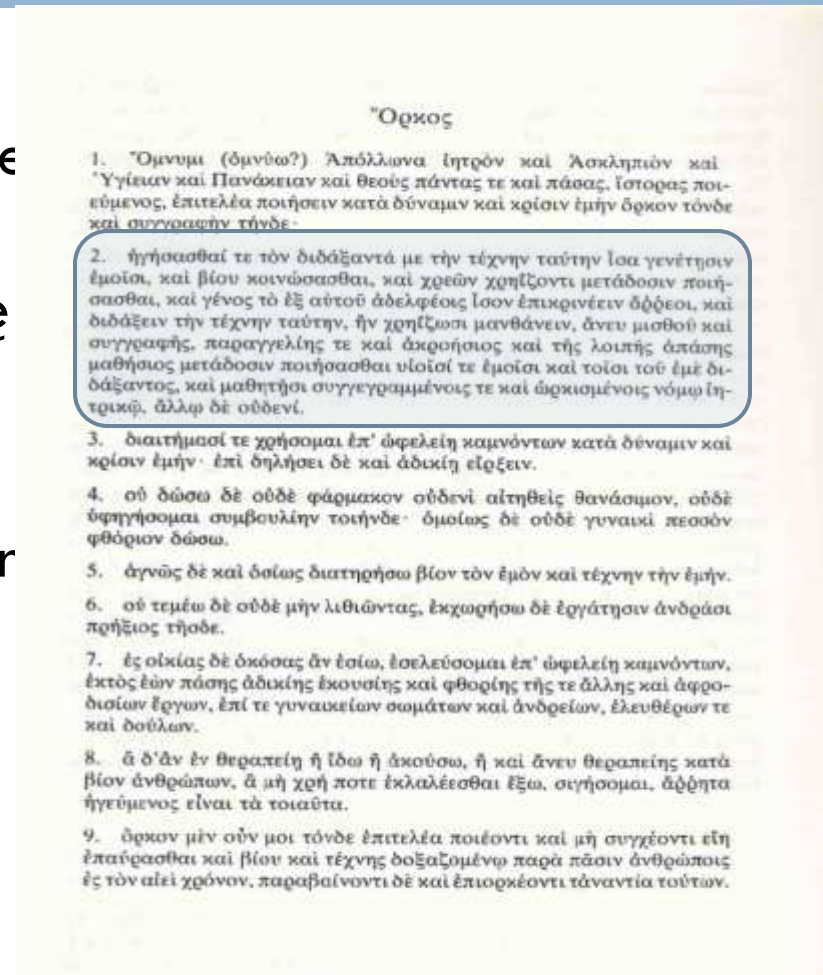 Ὅρκος
1. Ὄμνυμι (ὀμνύω?) Ἀπόλλωνα ἰητρὸν καὶ Ἀσκληπιὸν καὶ
Ὑγίειαν καὶ Πανάκειαν καὶ θεοὺς πάντας τε καὶ πάσας, ἵστορας ποι-
εύμενος, ἐπιτελέα ποιήσειν κατὰ δύναμιν καὶ κρίσιν ἐμὴν ὅρκον τόνδε
καὶ συγγραφὴν τήνδε·
2. ἡγήσασθαί τε τὸν διδάξαντά με τὴν τέχνην ταύτην ἴσα γενέτῃσιν
ἐμοῖσι, καὶ βίου κοινώσασθαι, καὶ χρεῶν χρηΐζοντι μετάδοσιν ποιή-
σασθαι, καὶ γένος τὸ ἐξ αὐτοῦ ἀδελφέοις ἴσον ἐπικρινέειν ἄῤῥεσι, καὶ
διδάξειν τὴν τέχνην ταύτην, ἢν χρηΐζωσι μανθάνειν, ἄνευ μισθοῦ καὶ
συγγραφῆς, παραγγελίης τε καὶ ἀκροήσιος καὶ τῆς λοιπῆς ἁπάσης
μαθήσιος μετάδοσιν ποιήσασθαι υἱοῖσί τε ἐμοῖσι καὶ τοῖσι τοῦ ἐμὲ δι-
δάξαντος, καὶ μαθητῇσι συγγεγραμμένοις τε καὶ ὡρκισμένοις νόμῳ ἰη-
τρικῷ, ἄλλῳ δὲ οὐδενί.
3. διαιτήμασί τε χρήσομαι ἐπ' ὠφελείῃ καμνόντων κατὰ δύναμιν καὶ
κρίσιν ἐμήν· ἐπὶ δηλήσει δὲ καὶ ἀδικίῃ εἴρξειν.
4. οὐ δώσω δὲ οὐδὲ φάρμακον οὐδενὶ αἰτηθεὶς θανάσιμον, οὐδὲ
ὑφηγήσομαι συμβουλίην τοιήνδε· ὁμοίως δὲ οὐδὲ γυναικὶ πεσσὸν
φθόριον δώσω.
5. ἁγνῶς δὲ καὶ ὁσίως διατηρήσω βίον τὸν ἐμὸν καὶ τέχνην τὴν ἐμήν.
6. οὐ τεμέω δὲ οὐδὲ μὴν λιθιῶντας, ἐκχωρήσω δὲ ἐργάτῃσιν ἀνδράσι
πρήξιος τῆσδε.
7. ἐς οἰκίας δὲ ὁκόσας ἂν ἐσίω, ἐσελεύσομαι ἐπ' ὠφελείῃ καμνόντων,
ἐκτὸς ἐὼν πάσης ἀδικίης ἑκουσίης καὶ φθορίης τῆς τε ἄλλης καὶ ἀφρο-
δισίων ἔργων, ἐπί τε γυναικείων σωμάτων καὶ ἀνδρείων, ἐλευθέρων τε
καὶ δούλων.
8. ἃ δ'ἂν ἐν θεραπείῃ ἢ ἴδω ἢ ἀκούσω, ἢ καὶ ἄνευ θεραπείης κατὰ
βίον ἀνθρώπων, ἃ μὴ χρή ποτε ἐκλαλέεσθαι ἔξω, σιγήσομαι, ἄῤῥητα
ἡγεύμενος εἶναι τὰ τοιαῦτα.
9. ὅρκον μὲν οὖν μοι τόνδε ἐπιτελέα ποιέοντι καὶ μὴ συγχέοντι εἴη
ἐπαύρασθαι καὶ βίου καὶ τέχνης δοξαζομένῳ παρὰ πᾶσιν ἀνθρώποις
ἐς τὸν αἰεὶ χρόνον, παραβαίνοντι δὲ καὶ ἐπιορκέοντι τἀναντία τούτων.